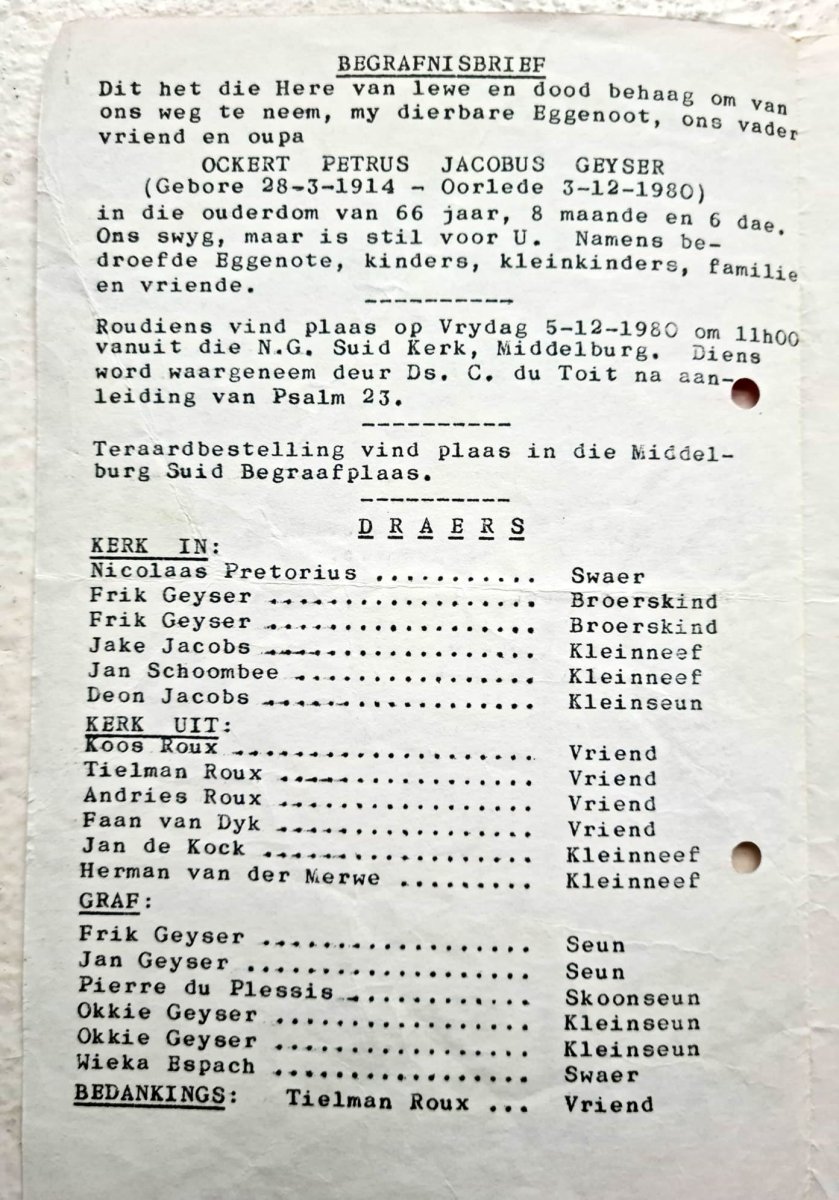 BEGRAFNISBRIEF
Dit het die Here van lewe en dood behaag om van
ons weg te neem, my dierbare Eggenoot, ons vader
vriend en oupa
OCKERT PETRUS JACOBUS GEYSER
(Gebore 28-3-1914 - Oorlede 3-12-1980)
in die ouderdom van 66 jaar, 8 maande en 6 dae.
Ons swyg, maar is stil voor U. Namens be-
droefde Eggenote, kinders, kleinkinders, familie
en vriende.
----------
Roudiens vind plaas op Vrydag 5-12-1980 om 11h00
vanuit die N.G. Suid Kerk, Middelburg. Diens
word waargeneem deur Ds. C. du Toit na aan-
leiding van Psalm 23.
----------
Teraardbestelling vind plaas in die Middel-
burg Suid Begraafplaas.
----------
D R A E R S
KERK IN:
Nicolaas Pretorius ........... Swaer
Frik Geyser .................. Broerskind
Frik Geyser .................. Broerskind
Jake Jacobs .................. Kleinneef
Jan Schoombee ................ Kleinneef
Deon Jacobs .................. Kleinseun
KERK UIT:
Koos Roux .................... Vriend
Tielman Roux ................. Vriend
Andries Roux ................. Vriend
Faan van Dyk ................. Vriend
Jan de Kock .................. Kleinneef
Herman van der Merwe ......... Kleinneef
GRAF:
Frik Geyser .................. Seun
Jan Geyser ................... Seun
Pierre du Plessis ............ Skoonseun
Okkie Geyser ................. Kleinseun
Okkie Geyser ................. Kleinseun
Wieka Espach ................. Swaer
BEDANKINGS: Tielman Roux ... Vriend